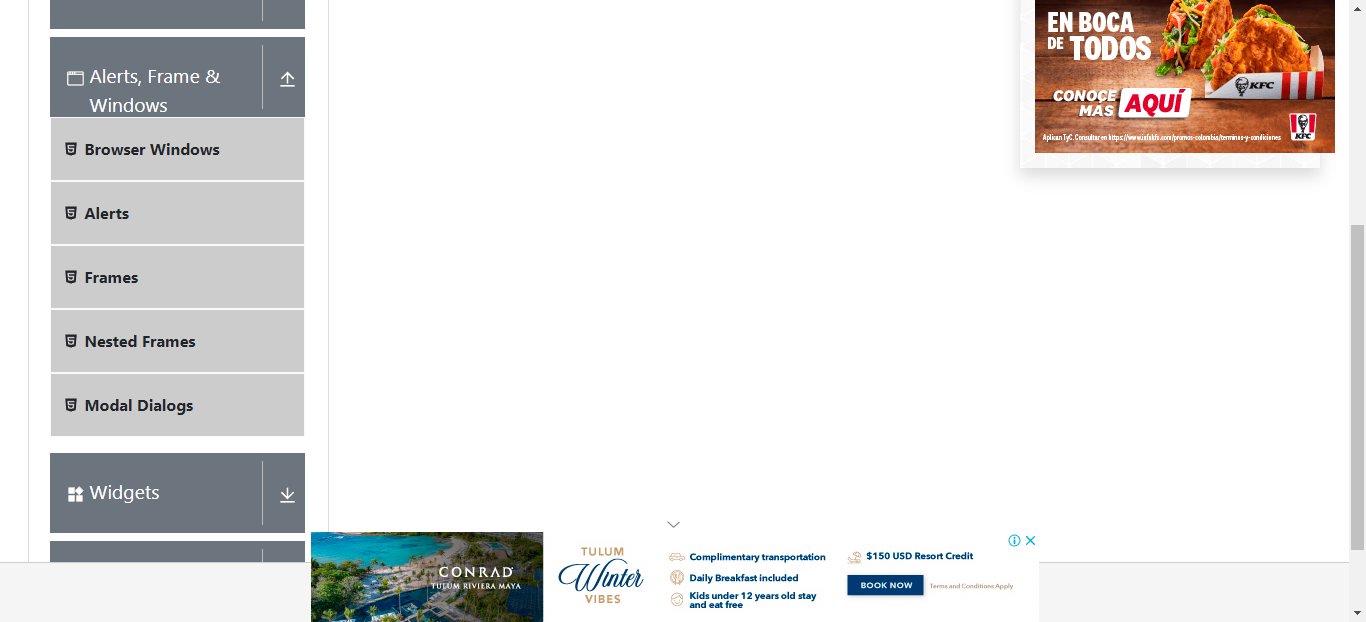 Alerts, Frame &
Windows
Browser Windows
Alerts
Frames
Nested Frames
Modal Dialogs
Widgets
EN BOCA
DE TODOS
CONOCE
MÁS AQUÍ
KFC
Aplican TyC. Consultar en https://www.infokfc.com/promos-colombia/terminos-y-condiciones
KFC
CONRAD
TULUM RIVIERA MAYA
TULUM
Winter
VIBES
Complimentary transportation
Daily Breakfast included
Kids under 12 years old stay
and eat free
$150 USD Resort Credit
BOOK NOW
Terms and Conditions Apply